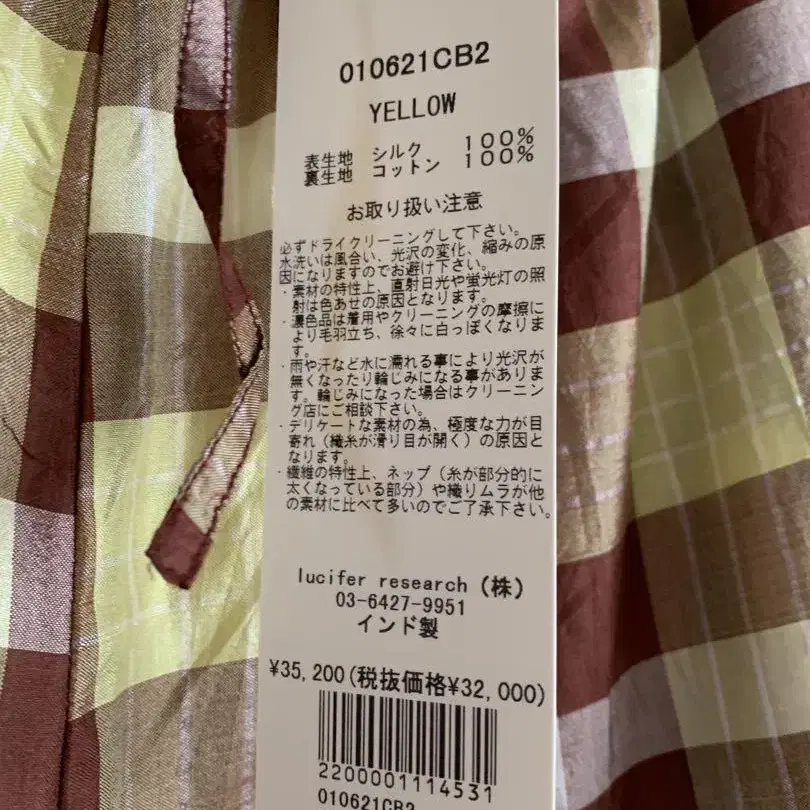 010621CB2
YELLOW
表生地 シルク 100%
裏生地 コットン 100%
お取り扱い注意
必ずドライクリーニングして下さい。
水洗いは風合い、光沢の変化、縮みの原
因になりますのでお避け下さい。
・素材の特性上、直射日光や蛍光灯の照
射は色あせの原因となります。
・濃色品は着用やクリーニングの摩擦に
より毛羽立ち、徐々に白っぽくなりま
す。
・雨や汗など水に濡れる事により光沢が
無くなったり輪じみになる事がありま
す。輪じみになった場合はクリーニン
グ店にご相談下さい。
・デリケートな素材の為、極度な力が目
寄れ（織糸が滑り目が開く）の原因と
なります。
・繊維の特性上、ネップ（糸が部分的に
太くなっている部分）や織りムラが他
の素材に比べて多いのでご了承下さい。
lucifer research（株）
03-6427-9951
インド製
¥35,200(税抜価格¥32,000)
2200001114531
010621CB2